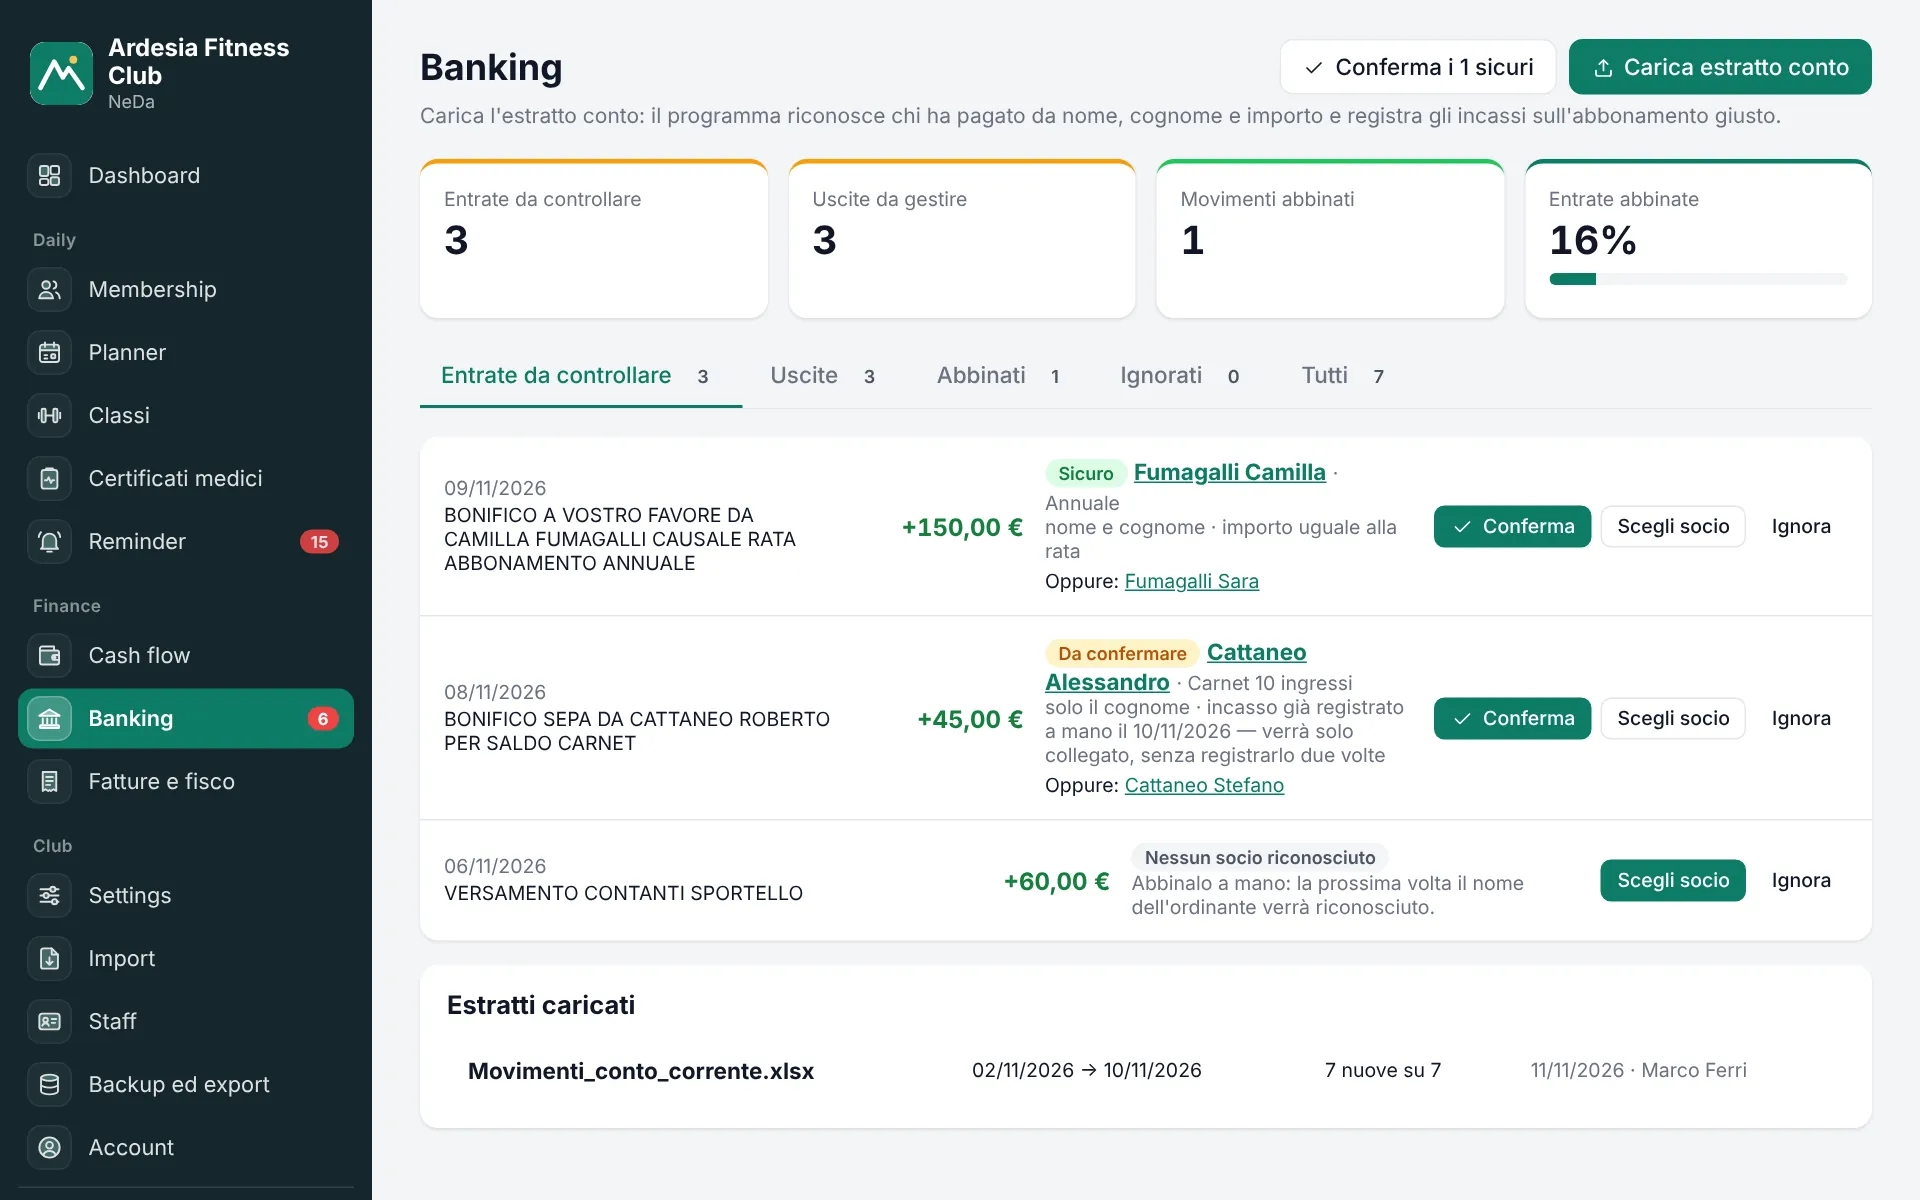 Ardesia Fitness
Club
NeDa
Dashboard
Daily
Membership
Planner
Classi
Certificati medici
Reminder 15
Finance
Cash flow
Banking 6
Fatture e fisco
Club
Settings
Import
Staff
Backup ed export
Account
Banking
Conferma i 1 sicuri
Carica estratto conto
Carica l'estratto conto: il programma riconosce chi ha pagato da nome, cognome e importo e registra gli incassi sull'abbonamento giusto.
Entrate da controllare
3
Uscite da gestire
3
Movimenti abbinati
1
Entrate abbinate
16%
Entrate da controllare 3
Uscite 3
Abbinati 1
Ignorati 0
Tutti 7
09/11/2026
BONIFICO A VOSTRO FAVORE DA
CAMILLA FUMAGALLI CAUSALE RATA
ABBONAMENTO ANNUALE
+150,00 €
Sicuro Fumagalli Camilla ·
Annuale
nome e cognome · importo uguale alla
rata
Oppure: Fumagalli Sara
Conferma
Scegli socio
Ignora
08/11/2026
BONIFICO SEPA DA CATTANEO ROBERTO
PER SALDO CARNET
+45,00 €
Da confermare Cattaneo
Alessandro · Carnet 10 ingressi
solo il cognome · incasso già registrato
a mano il 10/11/2026 — verrà solo
collegato, senza registrarlo due volte
Oppure: Cattaneo Stefano
Conferma
Scegli socio
Ignora
06/11/2026
VERSAMENTO CONTANTI SPORTELLO
+60,00 €
Nessun socio riconosciuto
Abbinalo a mano: la prossima volta il nome
dell'ordinante verrà riconosciuto.
Scegli socio
Ignora
Estratti caricati
Movimenti_conto_corrente.xlsx
02/11/2026 → 10/11/2026
7 nuove su 7
11/11/2026 · Marco Ferri